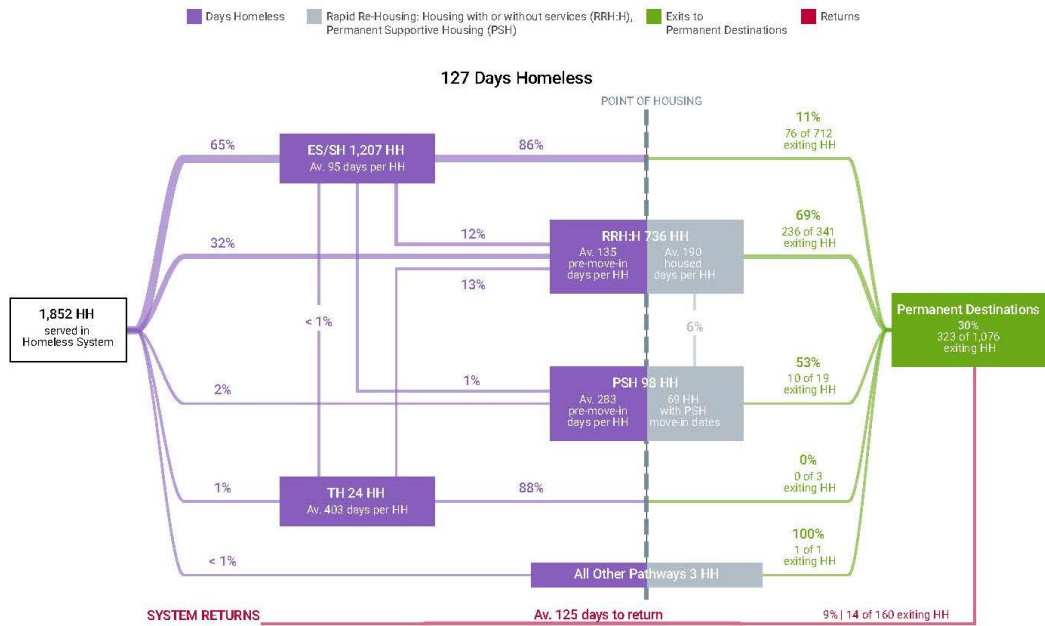 Days Homeless
Rapid Re-Housing: Housing with or without services (RRH:H),
Permanent Supportive Housing (PSH)
Exits to
Permanent Destinations
Returns
127 Days Homeless
POINT OF HOUSING
11%
76 of 712
exiting HH
65%
ES/SH 1,207 HH
Av. 95 days per HH
86%
69%
236 of 341
exiting HH
32%
12%
RRH:H 736 HH
Av. 135
pre-move-in
days per HH
Av. 190
housed
days per HH
13%
1,852 HH
served in
Homeless System
< 1%
6%
Permanent Destinations
30%
323 of 1,076
exiting HH
53%
10 of 19
exiting HH
2%
1%
PSH 98 HH
Av. 283
pre-move-in
days per HH
69 HH
with PSH
move-in dates
0%
0 of 3
exiting HH
1%
TH 24 HH
Av. 403 days per HH
88%
100%
1 of 1
exiting HH
< 1%
All Other Pathways 3 HH
SYSTEM RETURNS
Av. 125 days to return
9% | 14 of 160 exiting HH